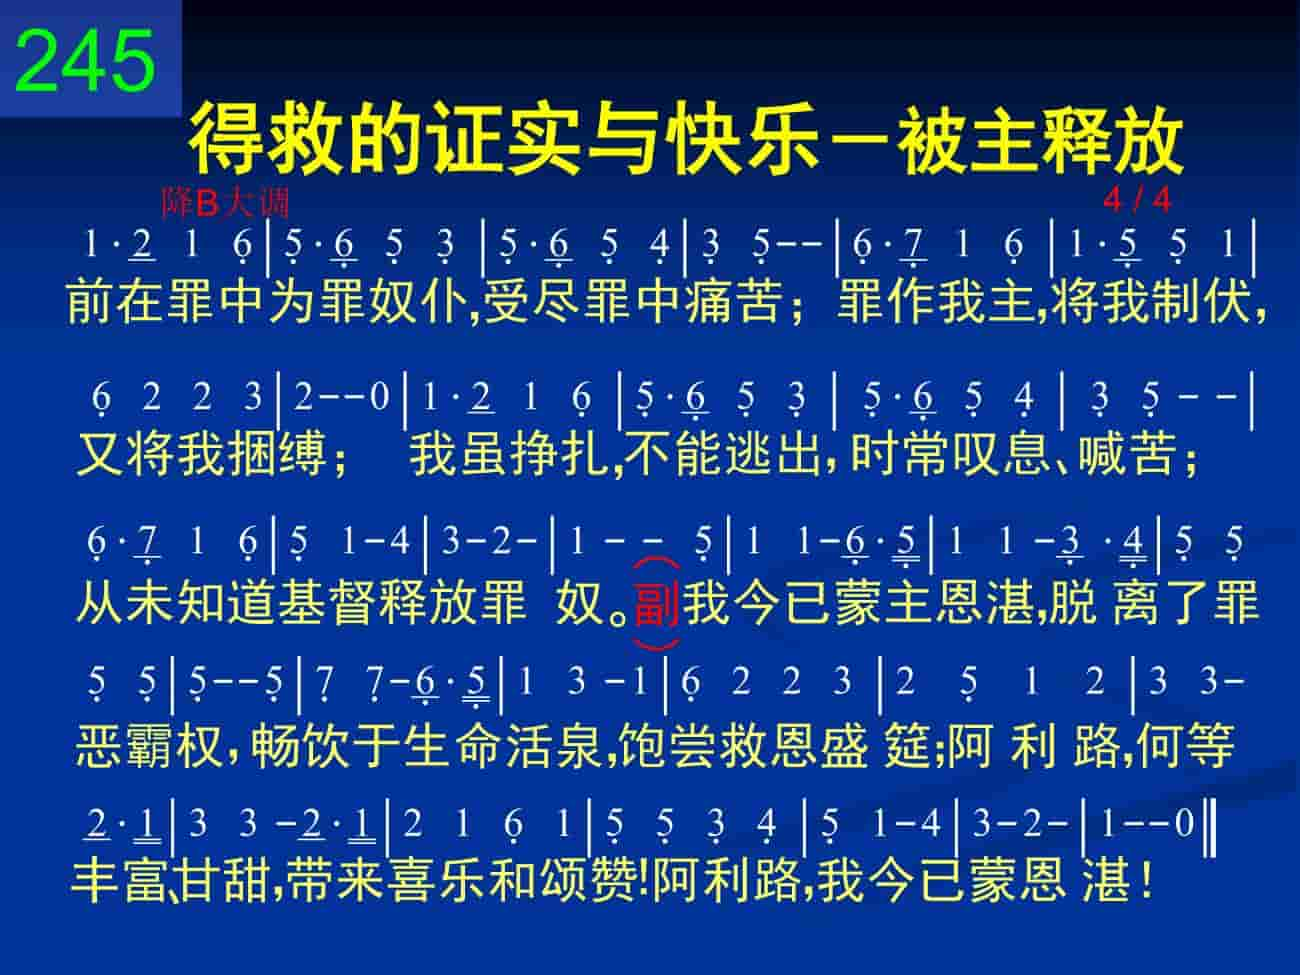 245
得救的证实与快乐－被主释放
降B大调 4/4
1·2 1 6|5·6 5 3|5·6 5 4|3 5--|6·7 1 6|1·5 5 1|
前在罪中为罪奴仆,受尽罪中痛苦；罪作我主,将我制伏,
6 2 2 3|2--0|1·2 1 6|5·6 5 3|5·6 5 4|3 5--|
又将我捆缚； 我虽挣扎,不能逃出,时常叹息、喊苦；
6·7 1 6|5 1-4|3-2-|1-- 5|1 1-6·5|1 1-3·4|5 5
从未知道基督释放罪 奴。(副)我今已蒙主恩湛,脱 离了罪
5 5|5--5|7 7-6·5|1 3-1|6 2 2 3|2 5 1 2|3 3-
恶霸权,畅饮于生命活泉,饱尝救恩盛 筵;阿 利 路,何等
2·1|3 3-2·1|2 1 6 1|5 5 3 4|5 1-4|3-2-|1--0‖
丰富、甘甜,带来喜乐和颂赞!阿利路,我今已蒙恩 湛！